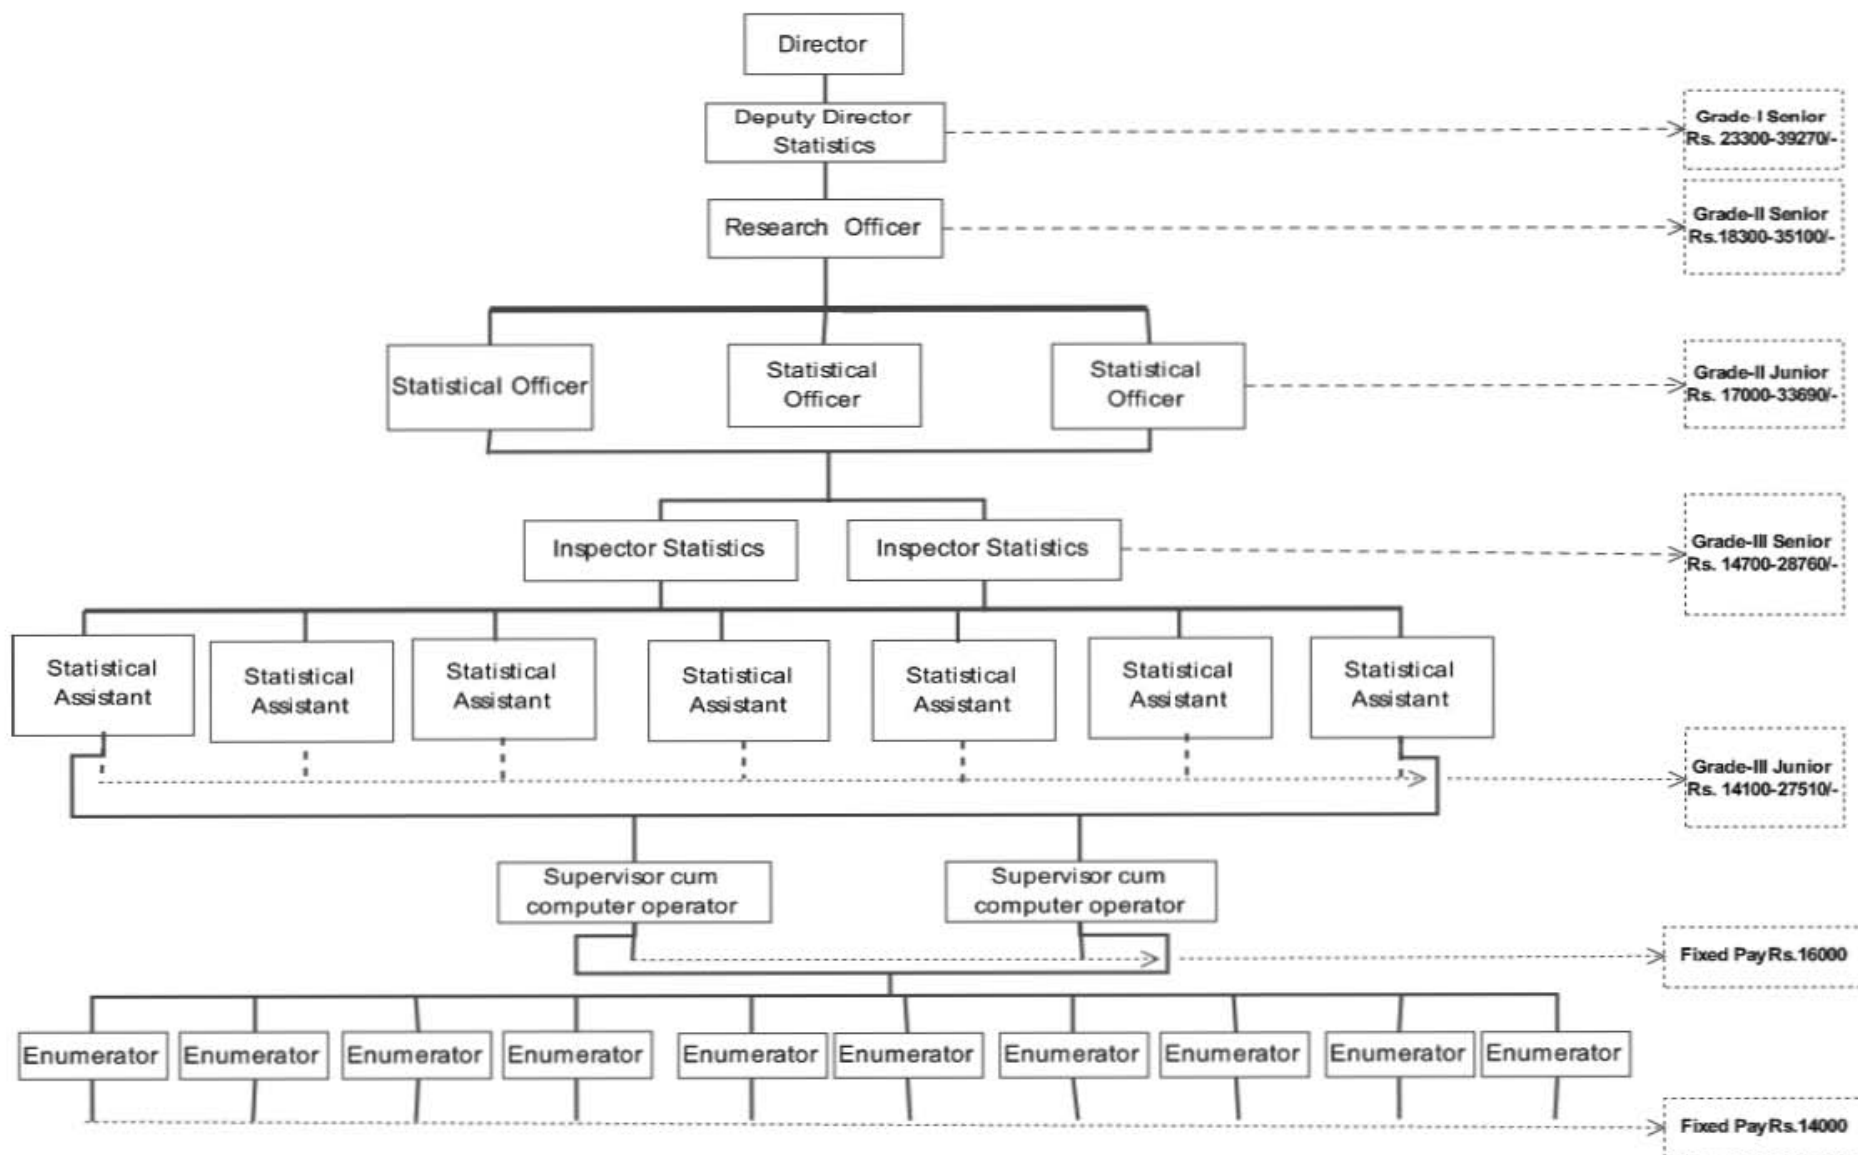 Director
Deputy Director
Statistics
Grade-I Senior
Rs. 23300-39270/-
Research Officer
Grade-II Senior
Rs.18300-35100/-
Statistical Officer
Statistical
Officer
Statistical
Officer
Grade-II Junior
Rs. 17000-33690/-
Inspector Statistics
Inspector Statistics
Grade-III Senior
Rs. 14700-28760/-
Statistical
Assistant
Statistical
Assistant
Statistical
Assistant
Statistical
Assistant
Statistical
Assistant
Statistical
Assistant
Statistical
Assistant
Grade-III Junior
Rs. 14100-27510/-
Supervisor cum
computer operator
Supervisor cum
computer operator
Fixed Pay Rs.16000
Enumerator
Enumerator
Enumerator
Enumerator
Enumerator
Enumerator
Enumerator
Enumerator
Enumerator
Enumerator
Fixed Pay Rs.14000